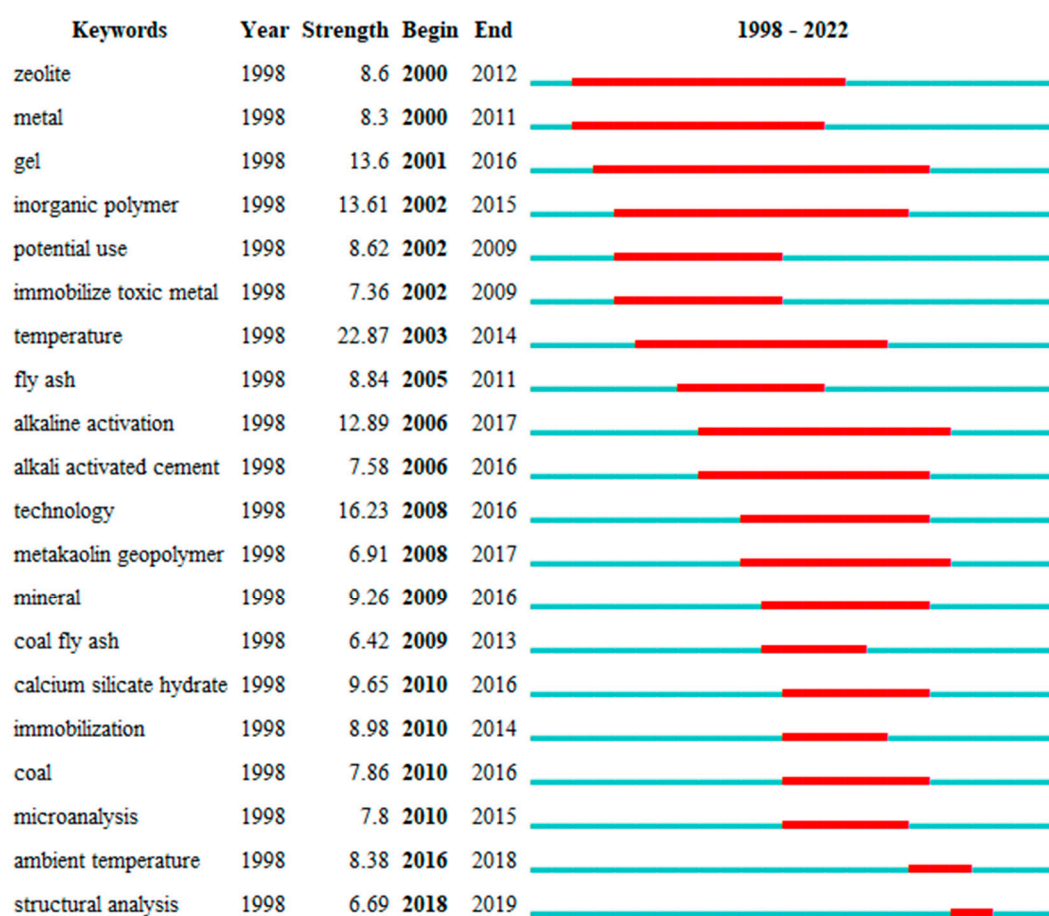 Keywords Year Strength Begin End 1998 - 2022
zeolite 1998 8.6 2000 2012
metal 1998 8.3 2000 2011
gel 1998 13.6 2001 2016
inorganic polymer 1998 13.61 2002 2015
potential use 1998 8.62 2002 2009
immobilize toxic metal 1998 7.36 2002 2009
temperature 1998 22.87 2003 2014
fly ash 1998 8.84 2005 2011
alkaline activation 1998 12.89 2006 2017
alkali activated cement 1998 7.58 2006 2016
technology 1998 16.23 2008 2016
metakaolin geopolymer 1998 6.91 2008 2017
mineral 1998 9.26 2009 2016
coal fly ash 1998 6.42 2009 2013
calcium silicate hydrate 1998 9.65 2010 2016
immobilization 1998 8.98 2010 2014
coal 1998 7.86 2010 2016
microanalysis 1998 7.8 2010 2015
ambient temperature 1998 8.38 2016 2018
structural analysis 1998 6.69 2018 2019